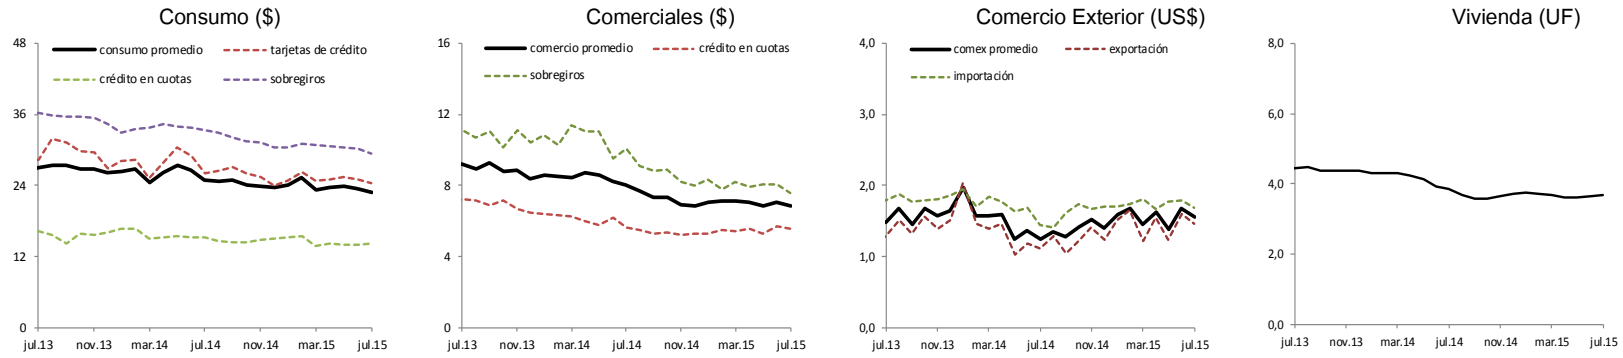 Consumo ($)
48
36
24
12
0
consumo promedio
tarjetas de crédito
crédito en cuotas
sobregiros
jul.13
nov.13
mar.14
jul.14
nov.14
mar.15
jul.15
Comerciales ($)
16
12
8
4
0
comercio promedio
crédito en cuotas
sobregiros
jul.13
nov.13
mar.14
jul.14
nov.14
mar.15
jul.15
Comercio Exterior (US$)
4,0
3,0
2,0
1,0
0,0
comex promedio
exportación
importación
jul.13
nov.13
mar.14
jul.14
nov.14
mar.15
jul.15
Vivienda (UF)
8,0
6,0
4,0
2,0
0,0
jul.13
nov.13
mar.14
jul.14
nov.14
mar.15
jul.15